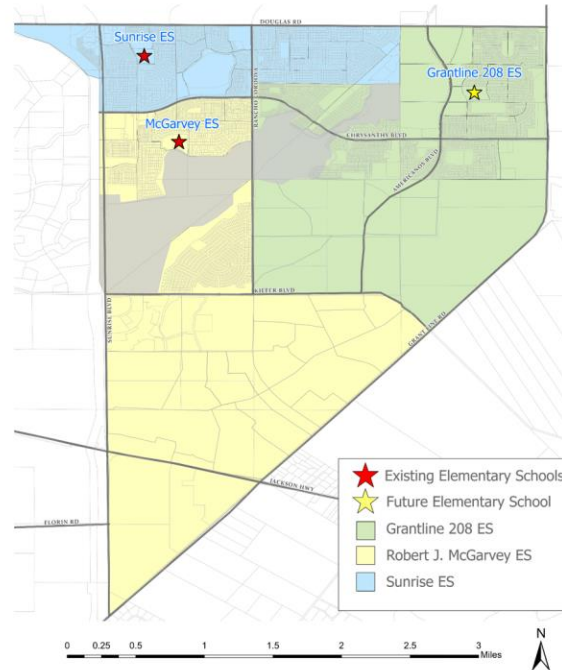 DOUGLAS RD
Sunrise ES
Grantline 208 ES
RANCHO CORDOVA
McGarvey ES
CHRYSANTHY BLVD
AMERICANOS BLVD
KIEFER BLVD
SUNRISE BLVD
GRANT LINE RD
JACKSON HWY
FLORIN RD
Existing Elementary Schools
Future Elementary School
Grantline 208 ES
Robert J. McGarvey ES
Sunrise ES
0 0.25 0.5 1 1.5 2 2.5 3
Miles
N